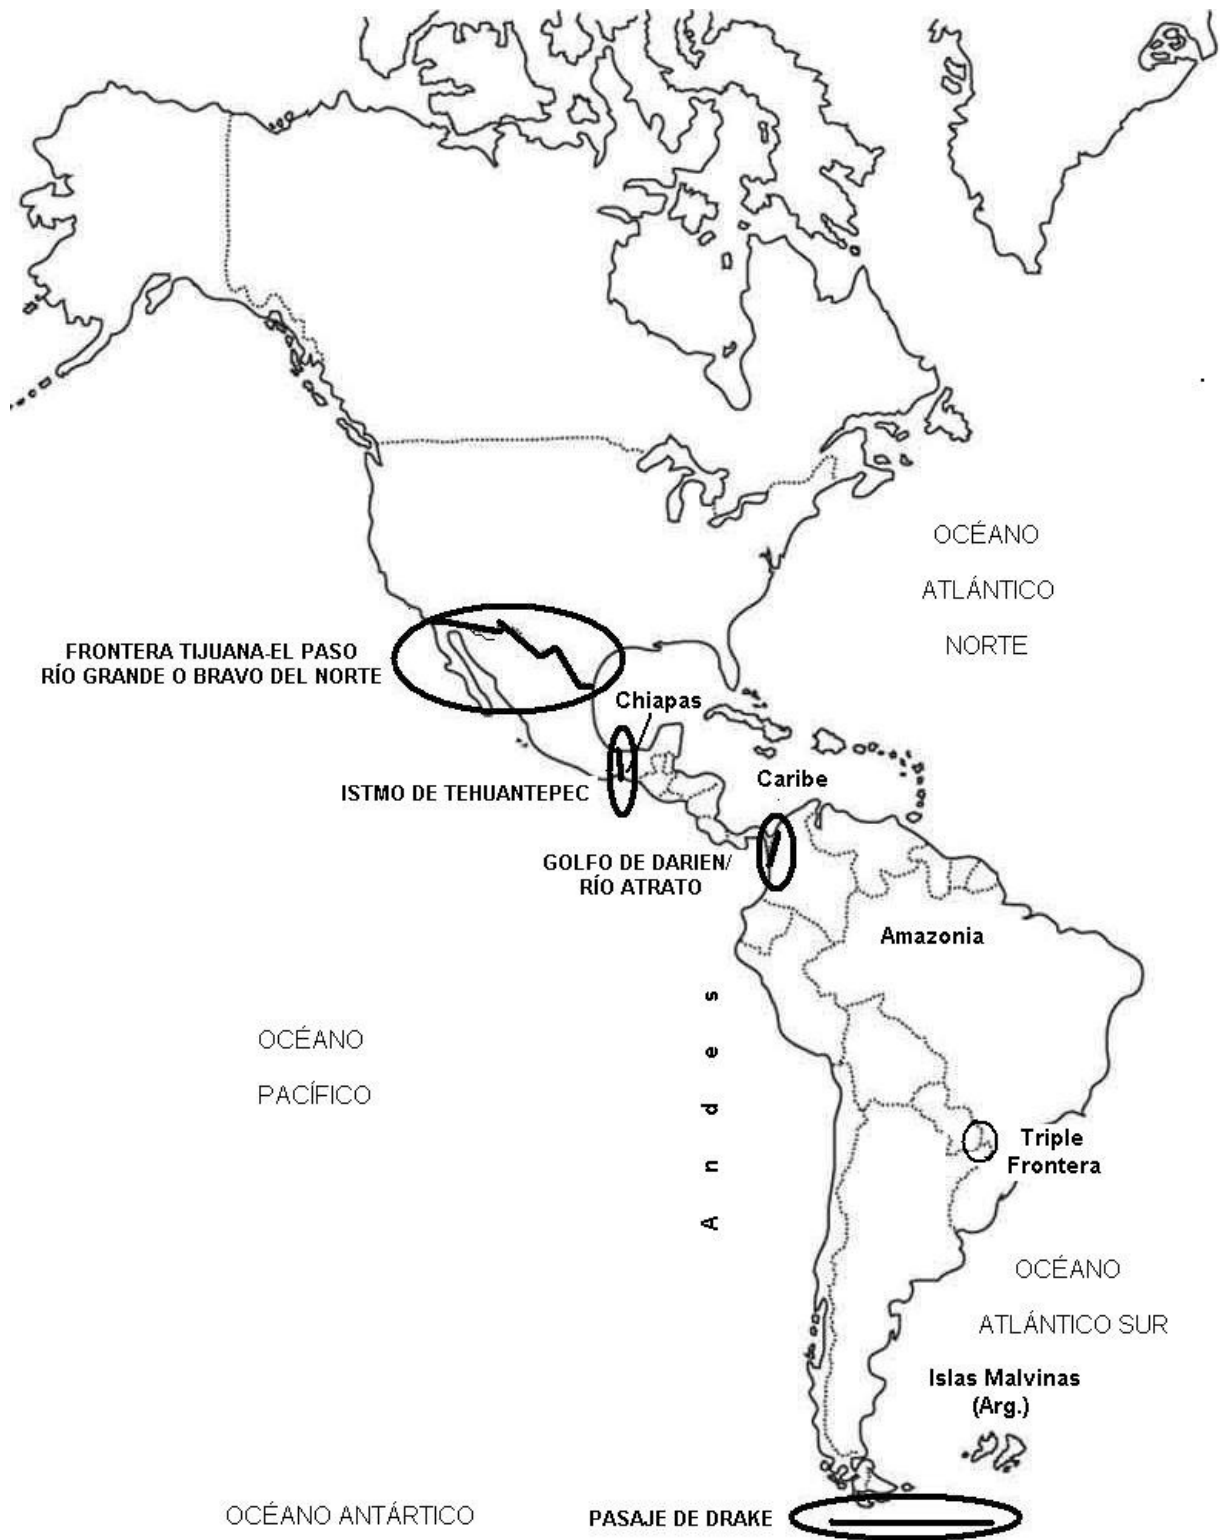 OCÉANO
ATLÁNTICO
NORTE
FRONTERA TIJUANA-EL PASO
RÍO GRANDE O BRAVO DEL NORTE
Chiapas
Caribe
ISTMO DE TEHUANTEPEC
GOLFO DE DARIEN/
RÍO ATRATO
Amazonia
Andes
OCÉANO
PACÍFICO
Triple
Frontera
OCÉANO
ATLÁNTICO SUR
Islas Malvinas
(Arg.)
OCÉANO ANTÁRTICO
PASAJE DE DRAKE